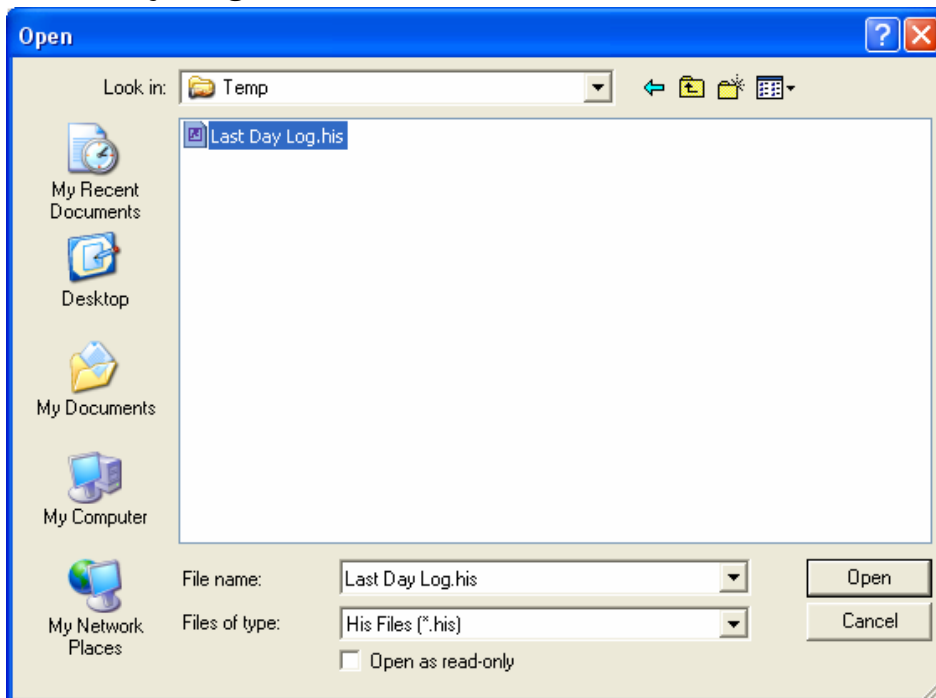 Open
Look in:
Temp
Last Day Log.his
My Recent
Documents
Desktop
My Documents
My Computer
My Network
Places
File name:
Last Day Log.his
Open
Files of type:
His Files (*.his)
Cancel
Open as read-only